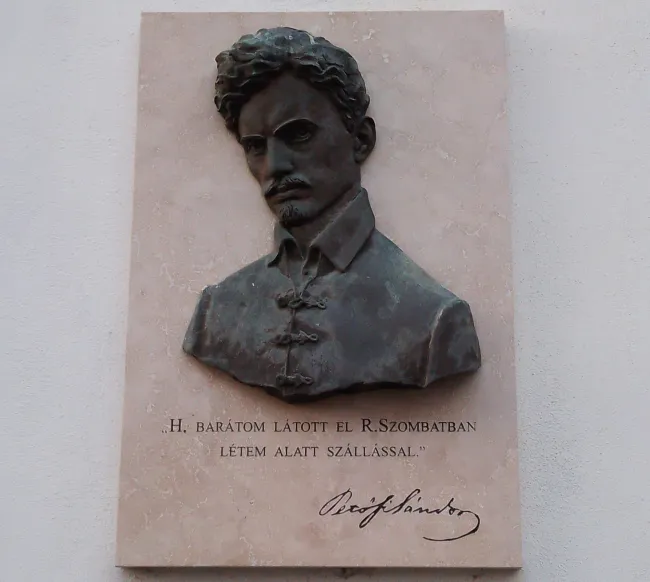 „H. BARÁTOM LÁTOTT EL R.SZOMBATBAN
LÉTEM ALATT SZÁLLÁSSAL.”
Petőfi Sándor